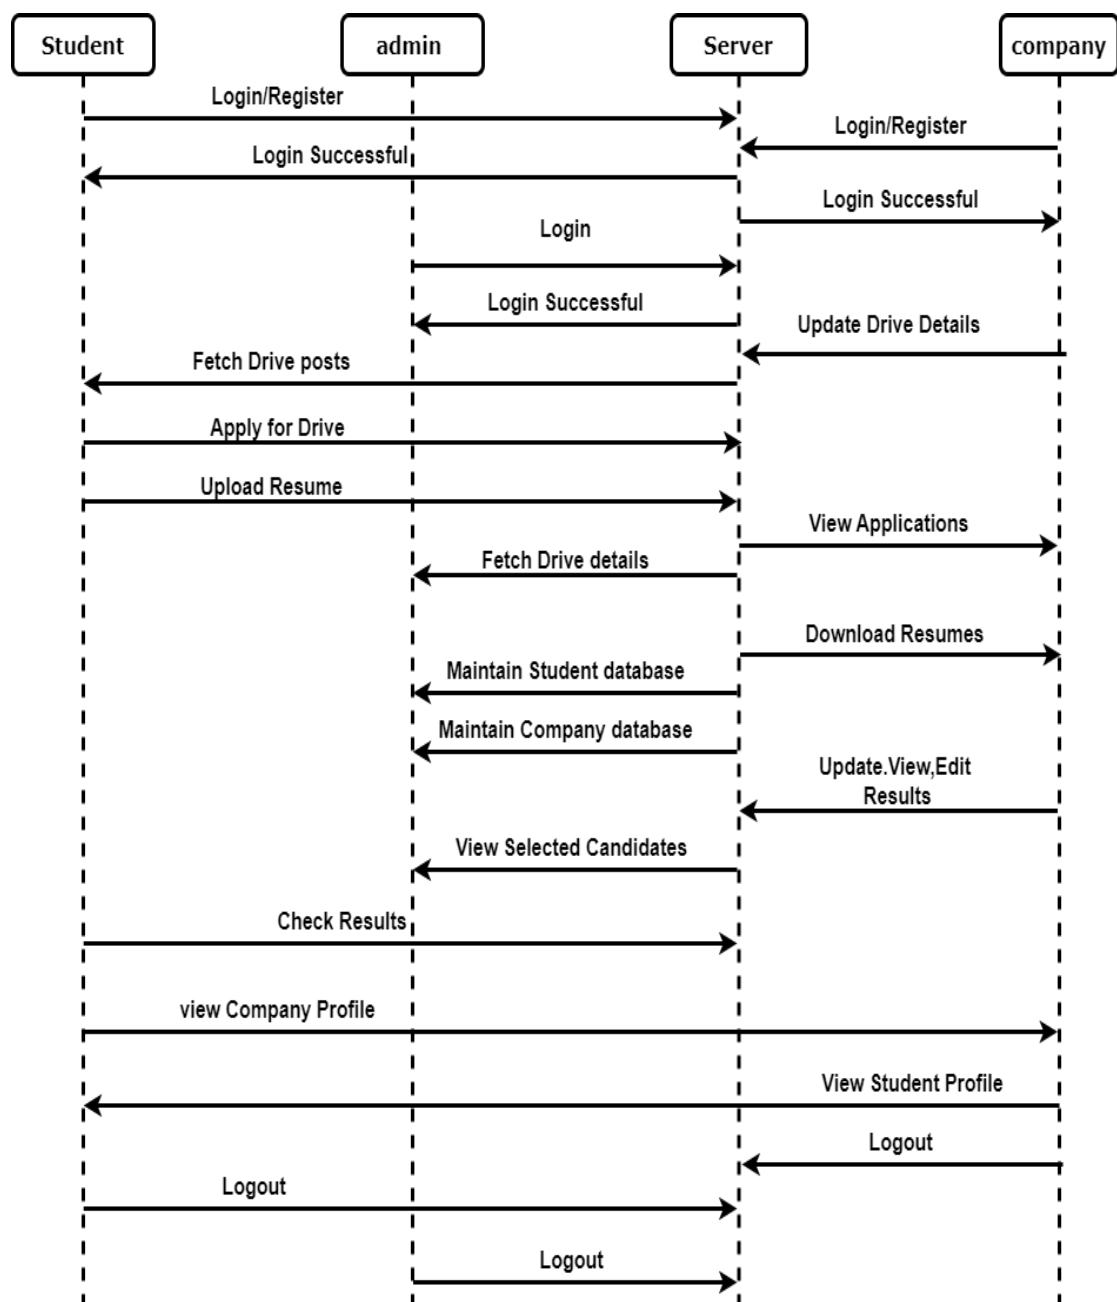 Student
admin
Server
company
Login/Register
Login/Register
Login Successful
Login Successful
Login
Login Successful
Update Drive Details
Fetch Drive posts
Apply for Drive
Upload Resume
View Applications
Fetch Drive details
Download Resumes
Maintain Student database
Maintain Company database
Update.View,Edit
Results
View Selected Candidates
Check Results
view Company Profile
View Student Profile
Logout
Logout
Logout